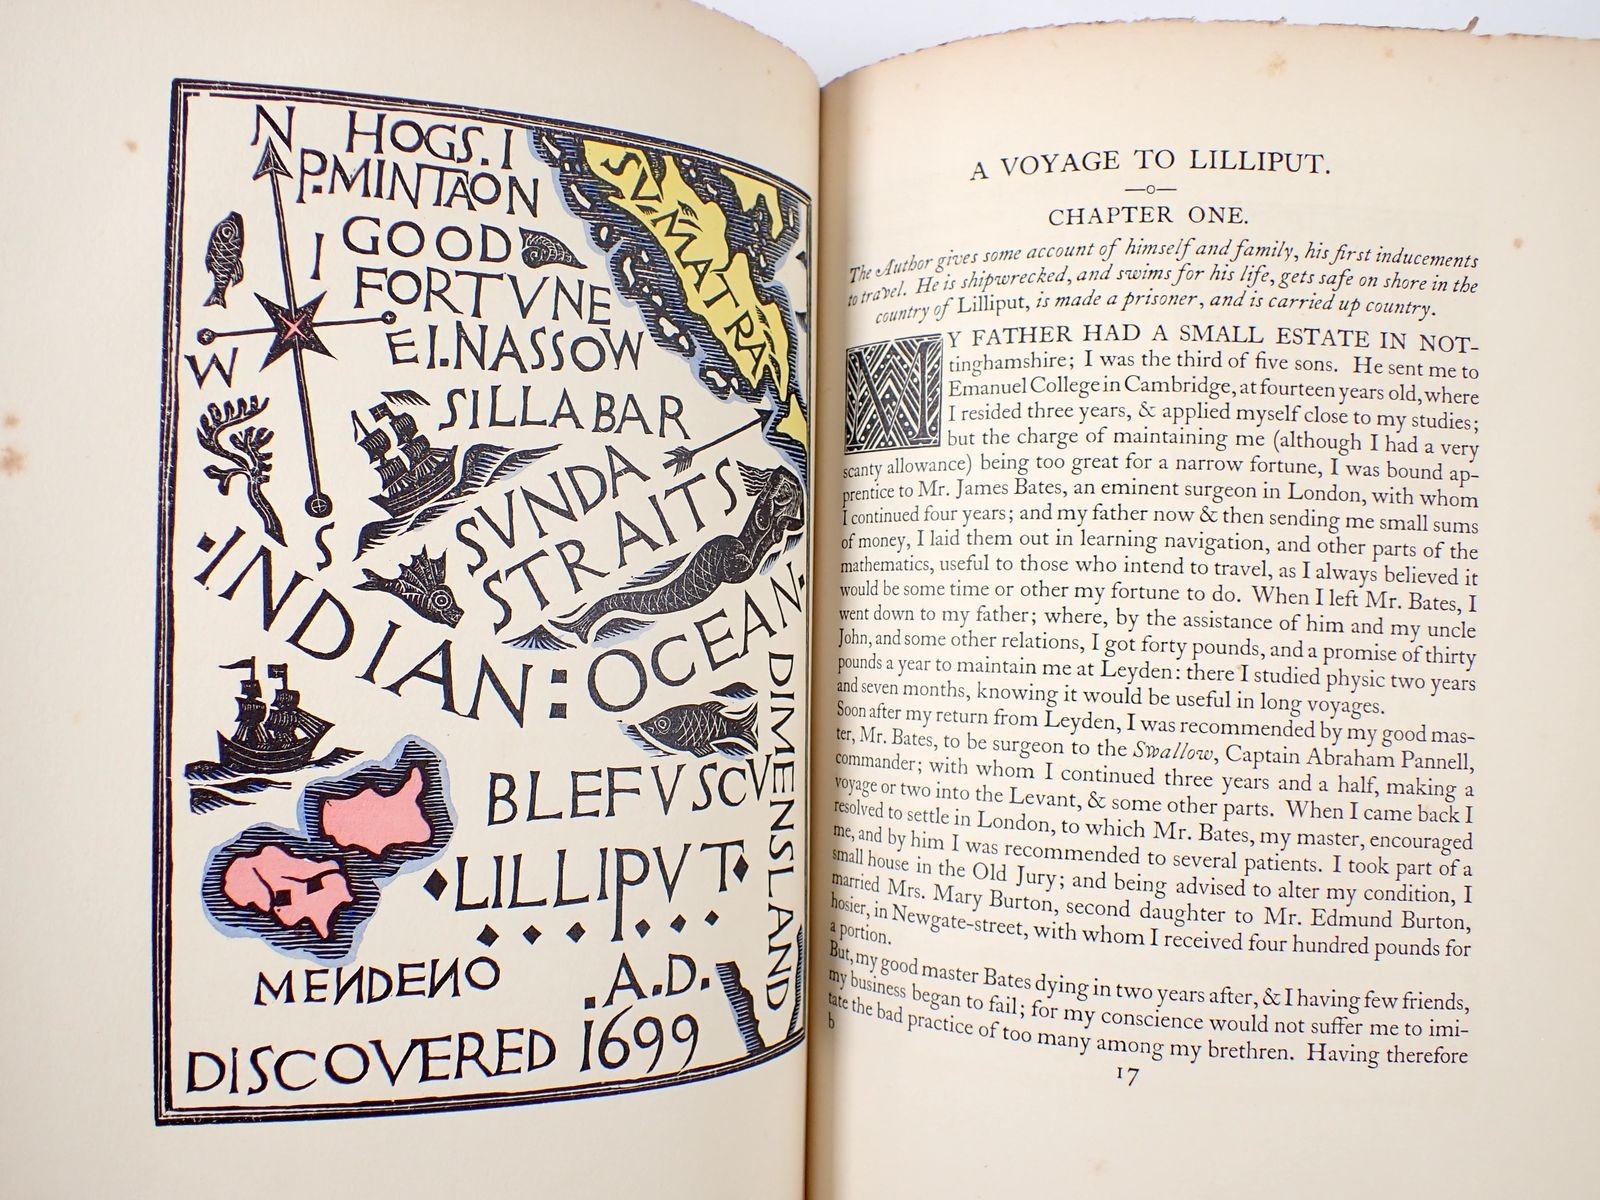 N
HOGS. I
P. MINTAON
I GOOD
FORTVNE
W
E
I. NASSOW
SILLABAR
SVNDA
STRAITS
S
SVMATRA
·INDIAN:OCEAN:
DIMENSLAND
BLEFVSCV
·LILLIPVT·
MEИDEИO
.A.D.
DISCOVERED 1699
A VOYAGE TO LILLIPUT.
—o—
CHAPTER ONE.
The Author gives some account of himself and family, his first inducements
to travel. He is shipwrecked, and swims for his life, gets safe on shore in the
country of Lilliput, is made a prisoner, and is carried up country.
MY FATHER HAD A SMALL ESTATE IN NOT-
tinghamshire; I was the third of five sons. He sent me to
Emanuel College in Cambridge, at fourteen years old, where
I resided three years, & applied myself close to my studies;
but the charge of maintaining me (although I had a very
scanty allowance) being too great for a narrow fortune, I was bound ap-
prentice to Mr. James Bates, an eminent surgeon in London, with whom
I continued four years; and my father now & then sending me small sums
of money, I laid them out in learning navigation, and other parts of the
mathematics, useful to those who intend to travel, as I always believed it
would be some time or other my fortune to do. When I left Mr. Bates, I
went down to my father; where, by the assistance of him and my uncle
John, and some other relations, I got forty pounds, and a promise of thirty
pounds a year to maintain me at Leyden: there I studied physic two years
and seven months, knowing it would be useful in long voyages.
Soon after my return from Leyden, I was recommended by my good mas-
ter, Mr. Bates, to be surgeon to the Swallow, Captain Abraham Pannell,
commander; with whom I continued three years and a half, making a
voyage or two into the Levant, & some other parts. When I came back I
resolved to settle in London, to which Mr. Bates, my master, encouraged
me, and by him I was recommended to several patients. I took part of a
small house in the Old Jury; and being advised to alter my condition, I
married Mrs. Mary Burton, second daughter to Mr. Edmund Burton,
hosier, in Newgate-street, with whom I received four hundred pounds for
a portion.
But, my good master Bates dying in two years after, & I having few friends,
my business began to fail; for my conscience would not suffer me to imi-
tate the bad practice of too many among my brethren. Having therefore
b
17